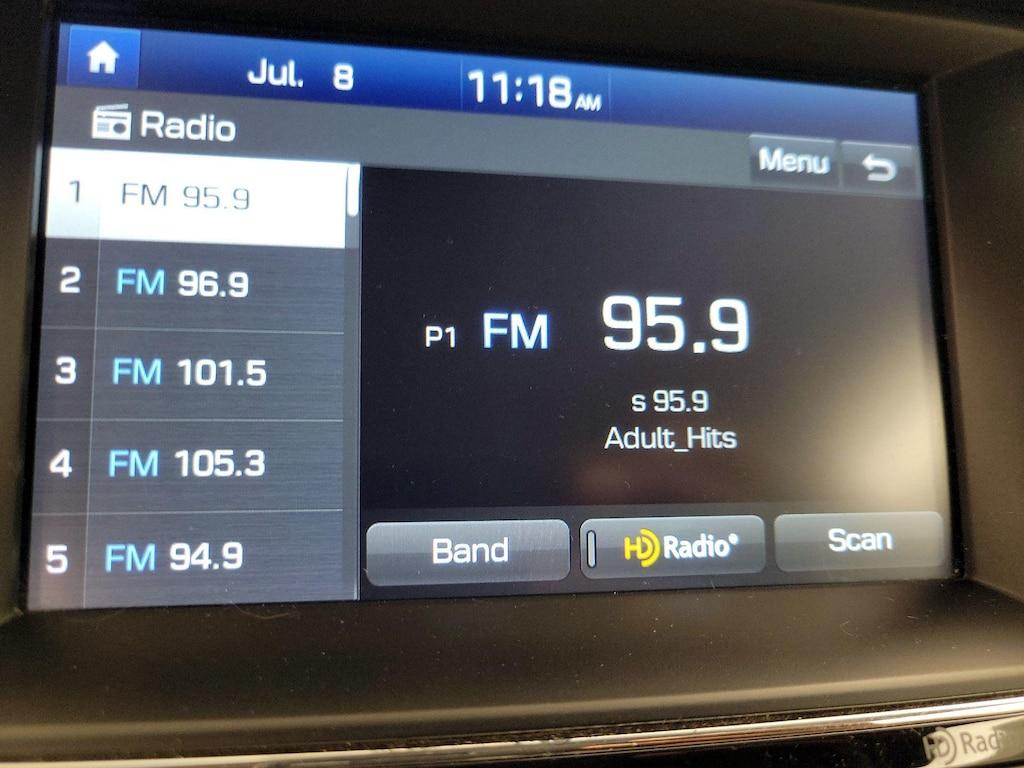 Jul. 8 11:18 AM
Radio
Menu
1 FM 95.9
2 FM 96.9
3 FM 101.5
4 FM 105.3
5 FM 94.9
P1 FM 95.9
s 95.9
Adult_Hits
Band
HD Radio®
Scan
HD Radio